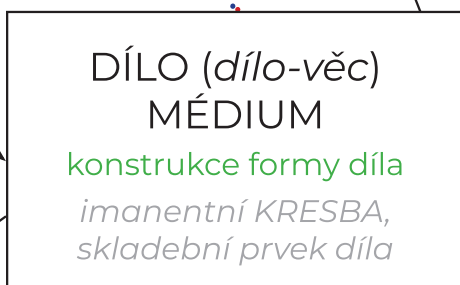 DÍLO (dílo-věc)
MÉDIUM
konstrukce formy díla
imanentní KRESBA,
skladební prvek díla